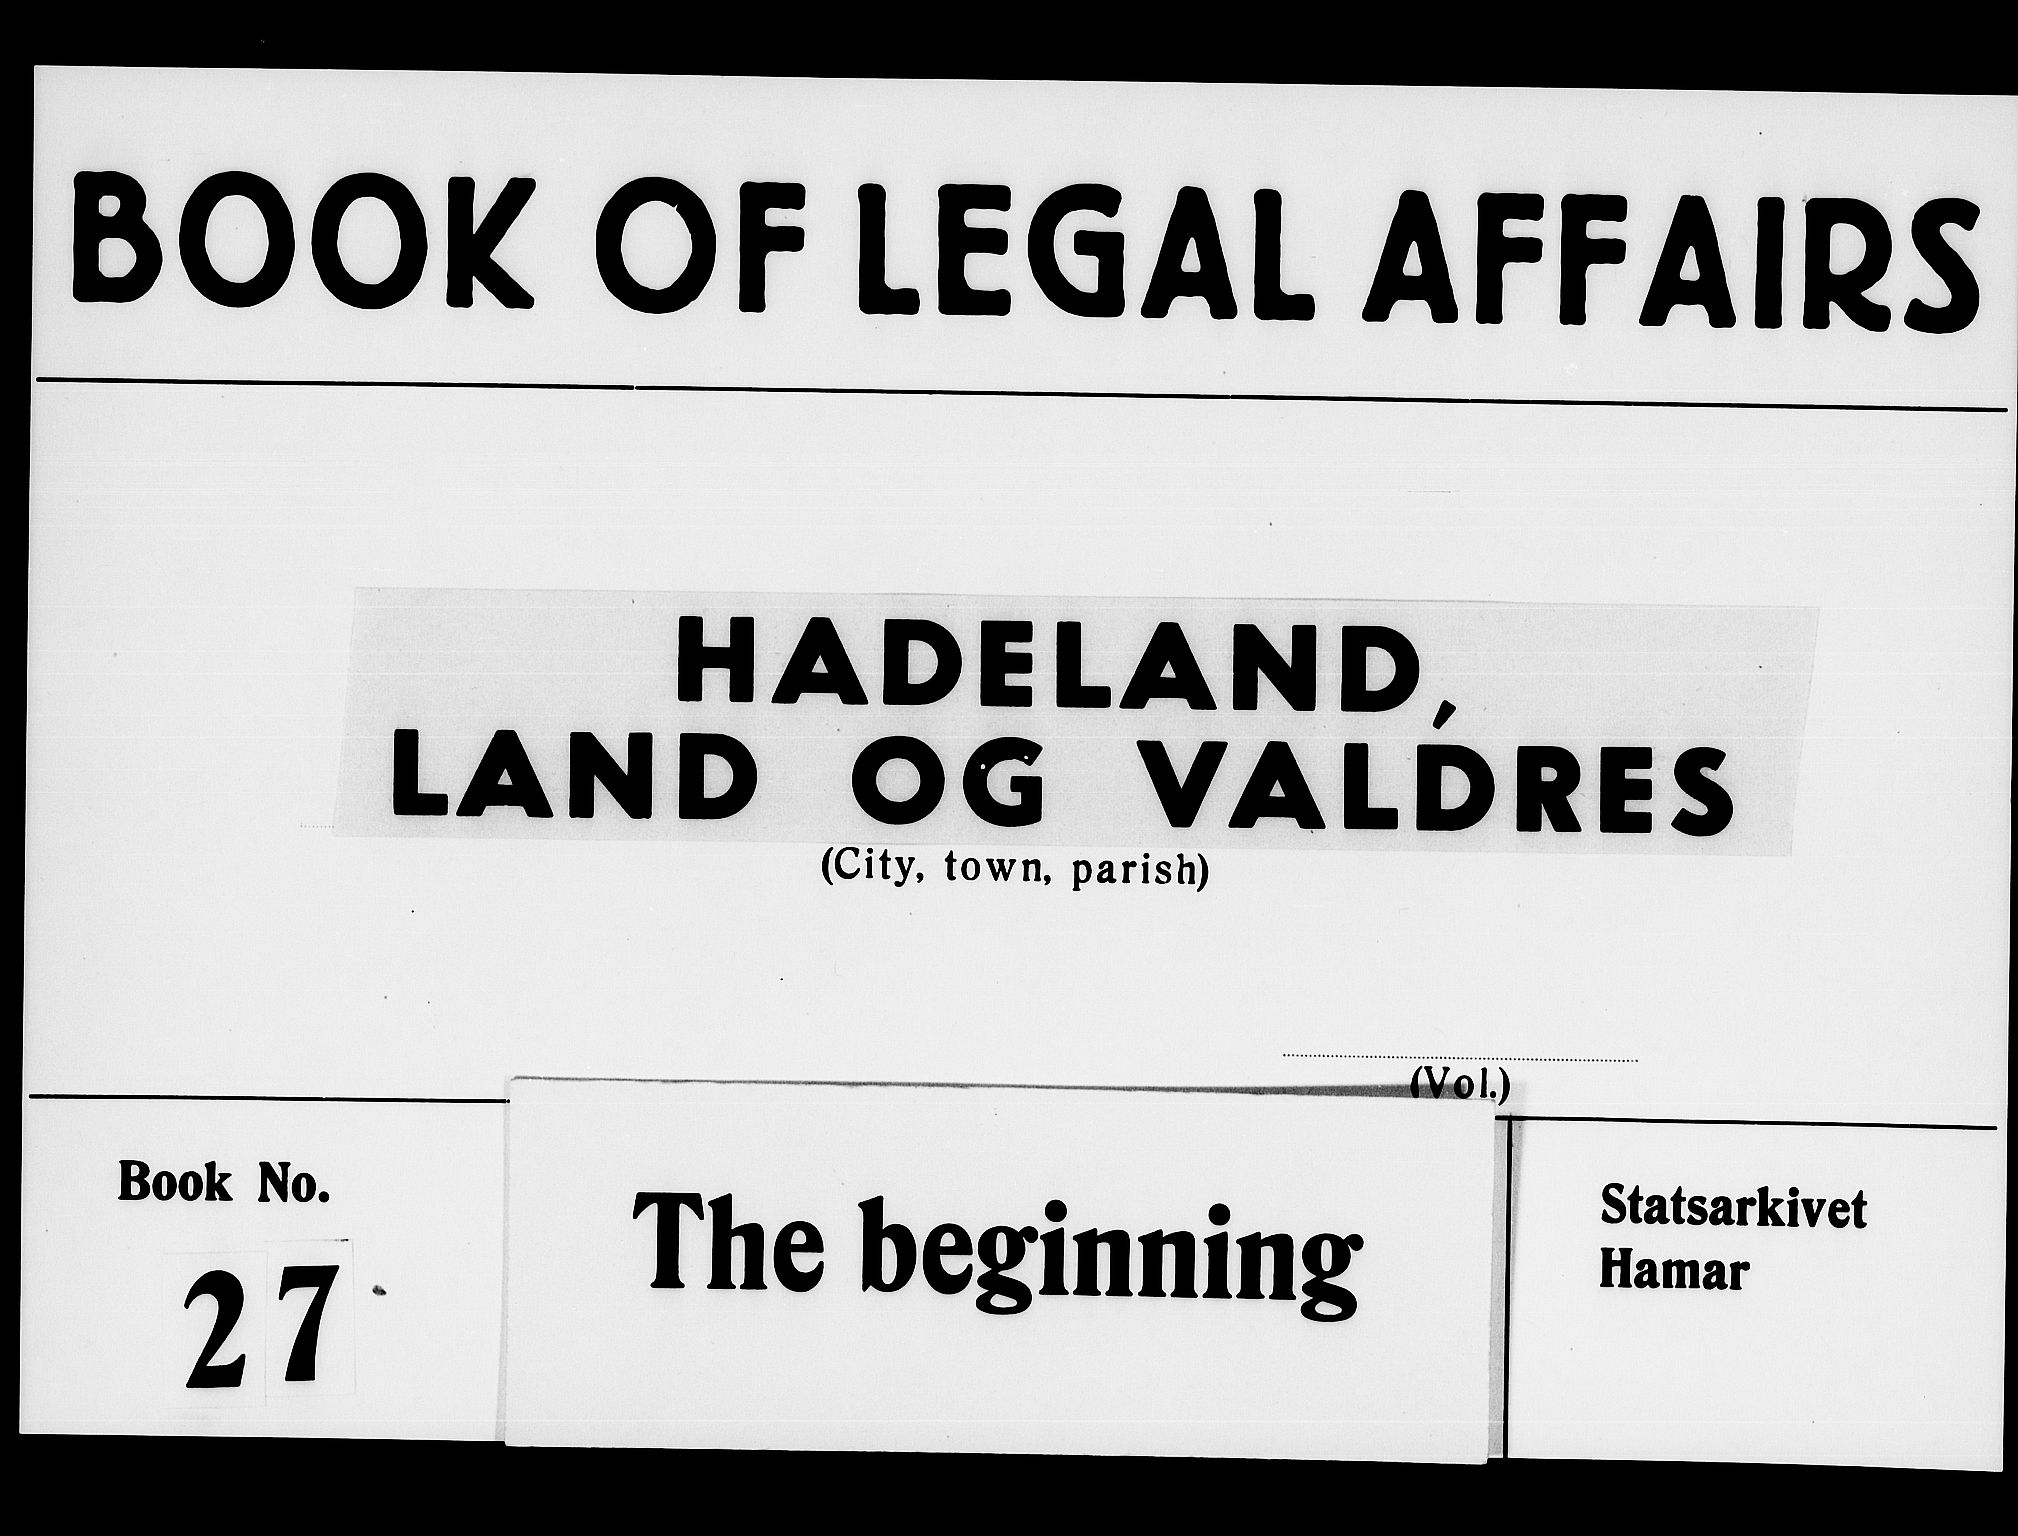 BOOK OF LEGAL AFFAIRS
HADELAND,
LAND OG VALDRES
(City, town, parish)
(Vol.)
Book No.
27
The beginning
Statsarkivet
Hamar